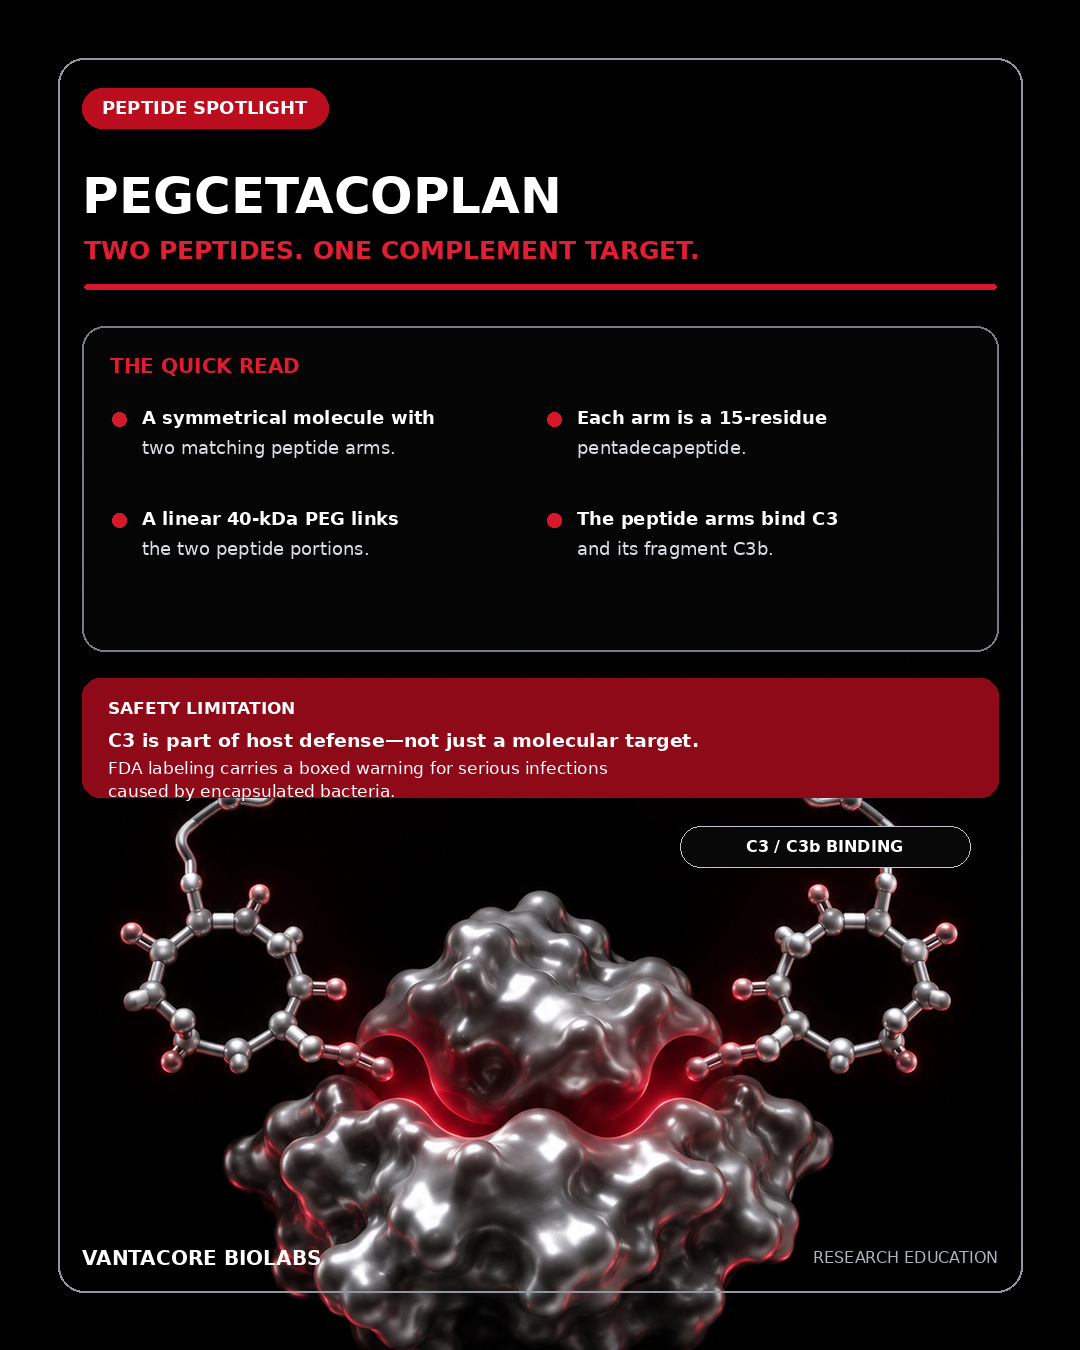 PEPTIDE SPOTLIGHT
PEGCETACOPLAN
TWO PEPTIDES. ONE COMPLEMENT TARGET.
THE QUICK READ
A symmetrical molecule with
two matching peptide arms.
Each arm is a 15-residue
pentadecapeptide.
A linear 40-kDa PEG links
the two peptide portions.
The peptide arms bind C3
and its fragment C3b.
SAFETY LIMITATION
C3 is part of host defense—not just a molecular target.
FDA labeling carries a boxed warning for serious infections
caused by encapsulated bacteria.
C3 / C3b BINDING
VANTACORE BIOLABS
RESEARCH EDUCATION